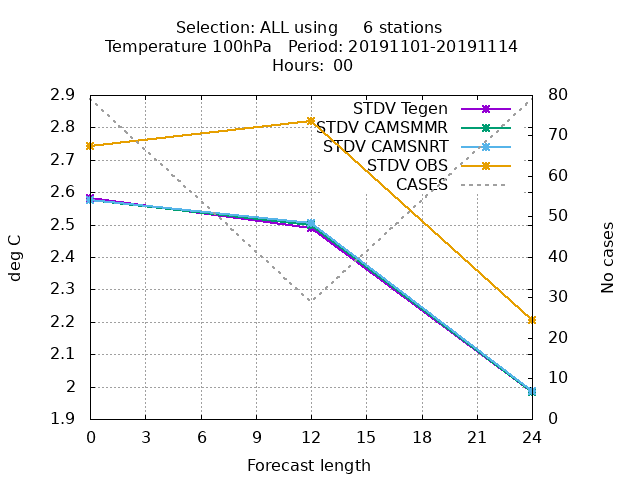 Selection: ALL using     6 stations
Temperature 100hPa   Period: 20191101-20191114
Hours:  00
2.9
2.8
2.7
2.6
2.5
2.4
2.3
2.2
2.1
2
1.9
deg C
STDV Tegen
STDV CAMSMMR
STDV CAMSNRT
STDV OBS
CASES
80
70
60
50
40
30
20
10
0
No cases
0 3 6 9 12 15 18 21 24
Forecast length